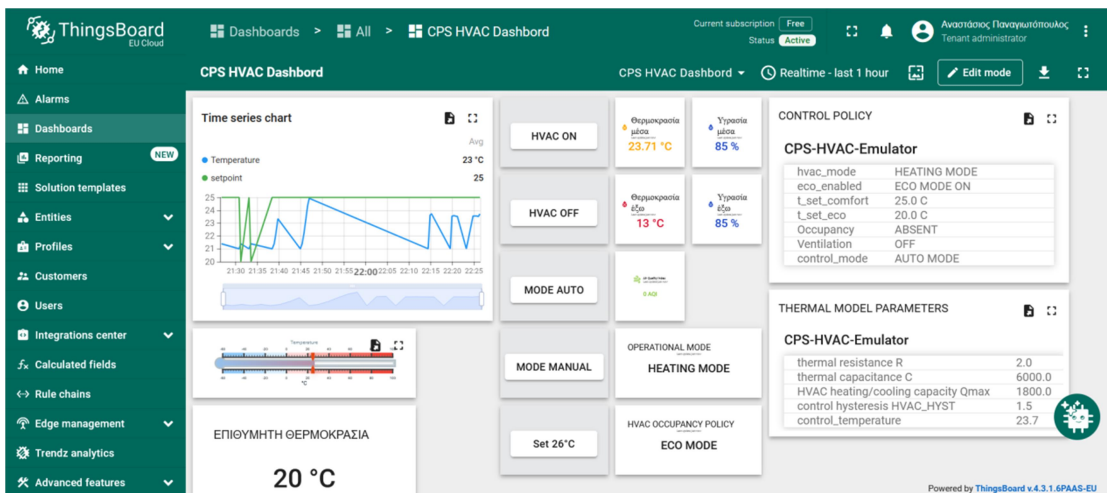 ThingsBoard
EU Cloud
Dashboards > All > CPS HVAC Dashbord
Current subscription Free
Status Active
Αναστάσιος Παναγιωτόπουλος
Tenant administrator
Home
Alarms
Dashboards
Reporting NEW
Solution templates
Entities
Profiles
Customers
Users
Integrations center
Calculated fields
Rule chains
Edge management
Trendz analytics
Advanced features
CPS HVAC Dashbord
CPS HVAC Dashbord
Realtime - last 1 hour
Edit mode
Time series chart
Avg
Temperature 23 °C
setpoint 25
25
24
23
22
21
20
21:30 21:35 21:40 21:45 21:50 21:55 22:00 22:05 22:10 22:15 22:20 22:25
Temperature
°C
ΕΠΙΘΥΜΗΤΗ ΘΕΡΜΟΚΡΑΣΙΑ
20 °C
HVAC ON
HVAC OFF
MODE AUTO
MODE MANUAL
Set 26°C
Θερμοκρασία
μέσα
23.71 °C
Υγρασία
μέσα
85 %
Θερμοκρασία
έξω
13 °C
Υγρασία
έξω
85 %
0 AQI
OPERATIONAL MODE
HEATING MODE
HVAC OCCUPANCY POLICY
ECO MODE
CONTROL POLICY
CPS-HVAC-Emulator
hvac_mode HEATING MODE
eco_enabled ECO MODE ON
t_set_comfort 25.0 C
t_set_eco 20.0 C
Occupancy ABSENT
Ventilation OFF
control_mode AUTO MODE
THERMAL MODEL PARAMETERS
CPS-HVAC-Emulator
thermal resistance R 2.0
thermal capacitance C 6000.0
HVAC heating/cooling capacity Qmax 1800.0
control hysteresis HVAC_HYST 1.5
control_temperature 23.7
Powered by ThingsBoard v.4.3.1.6PAAS-EU